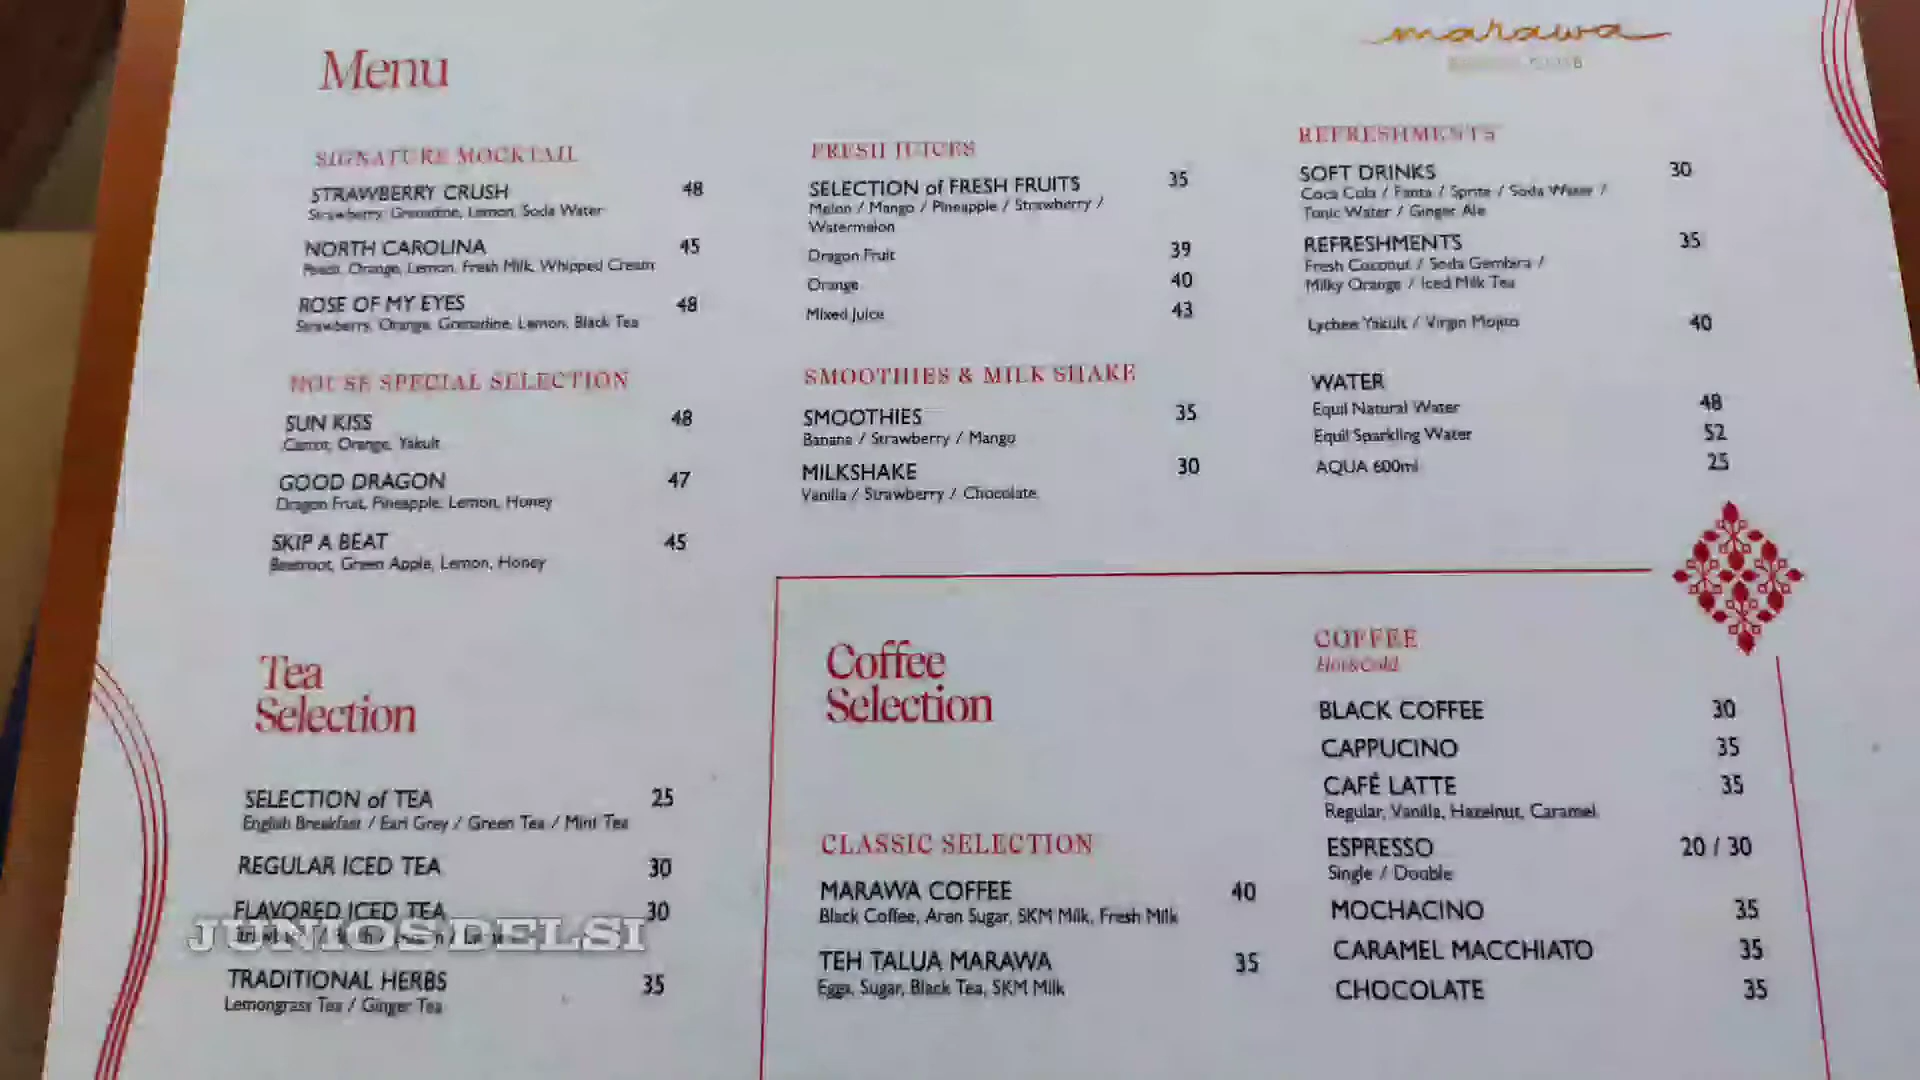 marawa
BEACH CLUB
Menu
SIGNATURE MOCKTAIL
STRAWBERRY CRUSH 48
Strawberry, Grenadine, Lemon, Soda Water
NORTH CAROLINA 45
Peach, Orange, Lemon, Fresh Milk, Whipped Cream
ROSE OF MY EYES 48
Strawberry, Orange, Grenadine, Lemon, Black Tea
HOUSE SPECIAL SELECTION
SUN KISS 48
Carrot, Orange, Yakult
GOOD DRAGON 47
Dragon Fruit, Pineapple, Lemon, Honey
SKIP A BEAT 45
Beetroot, Green Apple, Lemon, Honey
FRESH JUICES
SELECTION of FRESH FRUITS 35
Melon / Mango / Pineapple / Strawberry /
Watermelon
Dragon Fruit 39
Orange 40
Mixed Juice 43
SMOOTHIES & MILK SHAKE
SMOOTHIES 35
Banana / Strawberry / Mango
MILKSHAKE 30
Vanilla / Strawberry / Chocolate
REFRESHMENTS
SOFT DRINKS 30
Coca Cola / Fanta / Sprite / Soda Water /
Tonic Water / Ginger Ale
REFRESHMENTS 35
Fresh Coconut / Soda Gembira /
Milky Orange / Iced Milk Tea
Lychee Yakult / Virgin Mojito 40
WATER
Equil Natural Water 48
Equil Sparkling Water 52
AQUA 600ml 25
Tea
Selection
SELECTION of TEA 25
English Breakfast / Earl Grey / Green Tea / Mint Tea
REGULAR ICED TEA 30
FLAVORED ICED TEA 30
JUNIOSDELSI
TRADITIONAL HERBS 35
Lemongrass Tea / Ginger Tea
Coffee
Selection
CLASSIC SELECTION
MARAWA COFFEE 40
Black Coffee, Aren Sugar, SKM Milk, Fresh Milk
TEH TALUA MARAWA 35
Eggs, Sugar, Black Tea, SKM Milk
COFFEE
Hot&Cold
BLACK COFFEE 30
CAPPUCINO 35
CAFÉ LATTE 35
Regular, Vanilla, Hazelnut, Caramel
ESPRESSO 20 / 30
Single / Double
MOCHACINO 35
CARAMEL MACCHIATO 35
CHOCOLATE 35